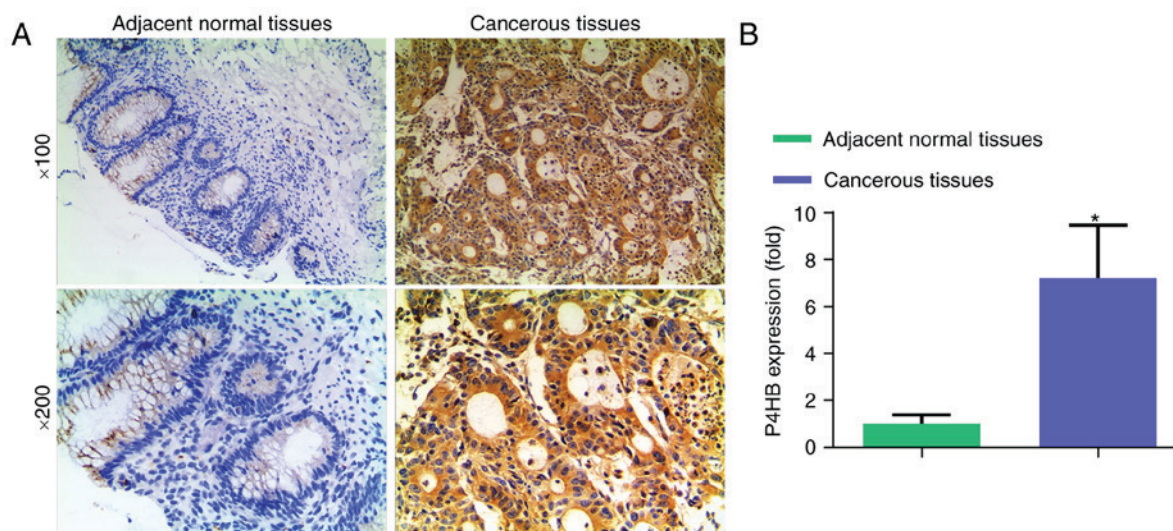 A
Adjacent normal tissues
Cancerous tissues
×100
×200
B
Adjacent normal tissues
Cancerous tissues
P4HB expression (fold)
10
8
6
4
2
0
*